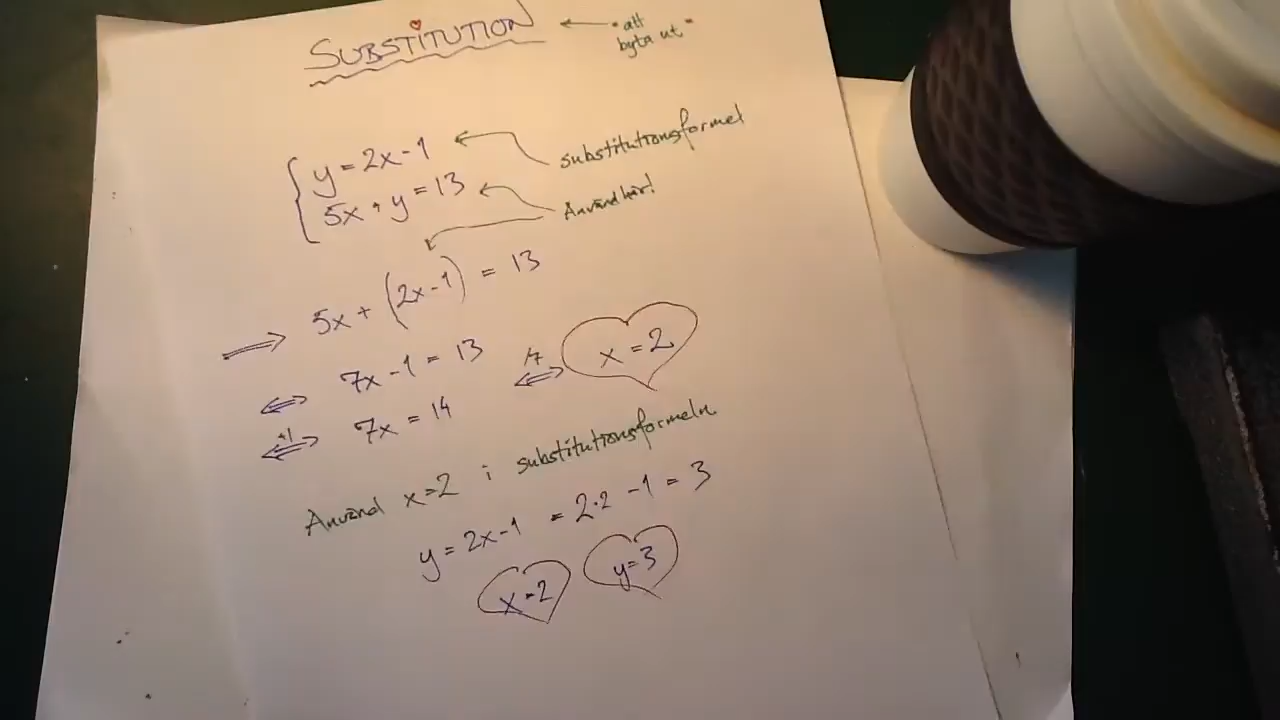 SUBSTITUTION
"att
byta ut"
y = 2x - 1
substitutionsformel
5x + y = 13
Använd här!
5x + (2x - 1) = 13
7x - 1 = 13
/7
x = 2
+1
7x = 14
Använd x=2 i substitutionsformeln
y = 2x - 1 = 2·2 - 1 = 3
x = 2
y = 3